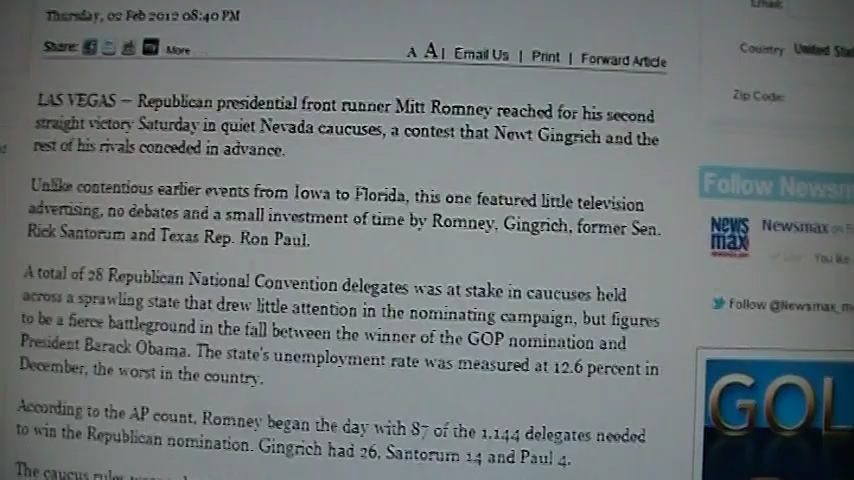 Thursday, 02 Feb 2012 08:40 PM
Share: More
A A| Email Us | Print | Forward Article
LAS VEGAS — Republican presidential front runner Mitt Romney reached for his second
straight victory Saturday in quiet Nevada caucuses, a contest that Newt Gingrich and the
rest of his rivals conceded in advance.
Unlike contentious earlier events from Iowa to Florida, this one featured little television
advertising, no debates and a small investment of time by Romney, Gingrich, former Sen.
Rick Santorum and Texas Rep. Ron Paul.
A total of 28 Republican National Convention delegates was at stake in caucuses held
across a sprawling state that drew little attention in the nominating campaign, but figures
to be a fierce battleground in the fall between the winner of the GOP nomination and
President Barack Obama. The state's unemployment rate was measured at 12.6 percent in
December, the worst in the country.
According to the AP count, Romney began the day with 87 of the 1,144 delegates needed
to win the Republican nomination. Gingrich had 26, Santorum 14 and Paul 4.
The caucus rules
Email:
Country United Sta
Zip Code:
Follow Newsm
NEWS
max
Newsmax on
You like
Follow @Newsmax_m
GOL